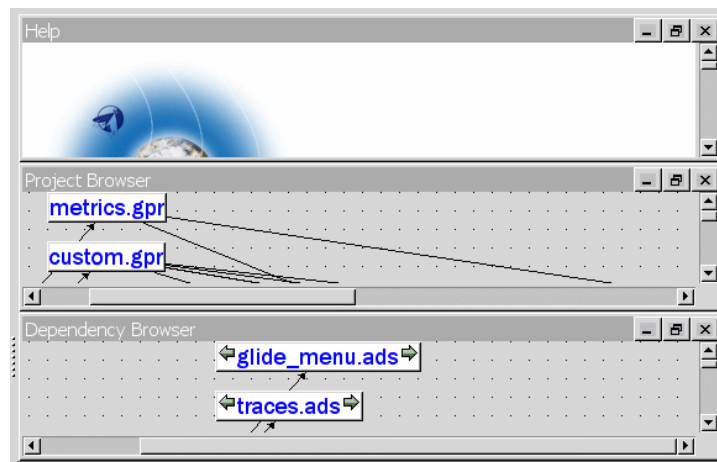 Help
Project Browser
metrics.gpr
custom.gpr
Dependency Browser
glide_menu.ads
traces.ads